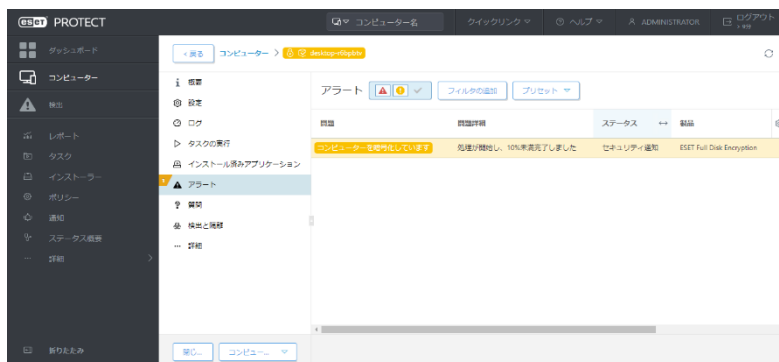 eset PROTECT
コンピューター名
クイックリンク
ヘルプ
ADMINISTRATOR
ログアウト
ダッシュボード
コンピューター
検出
レポート
タスク
インストーラー
ポリシー
通知
ステータス概要
詳細
折りたたみ
< 戻る
コンピューター >
概要
設定
ログ
タスクの実行
インストール済みアプリケーション
アラート
質問
検出と隔離
詳細
閉じ...
コンピュー...
アラート
フィルタの追加
プリセット
問題
問題詳細
ステータス
製品
コンピューターを暗号化しています
処理が開始し、10%未満完了しました
セキュリティ通知
ESET Full Disk Encryption